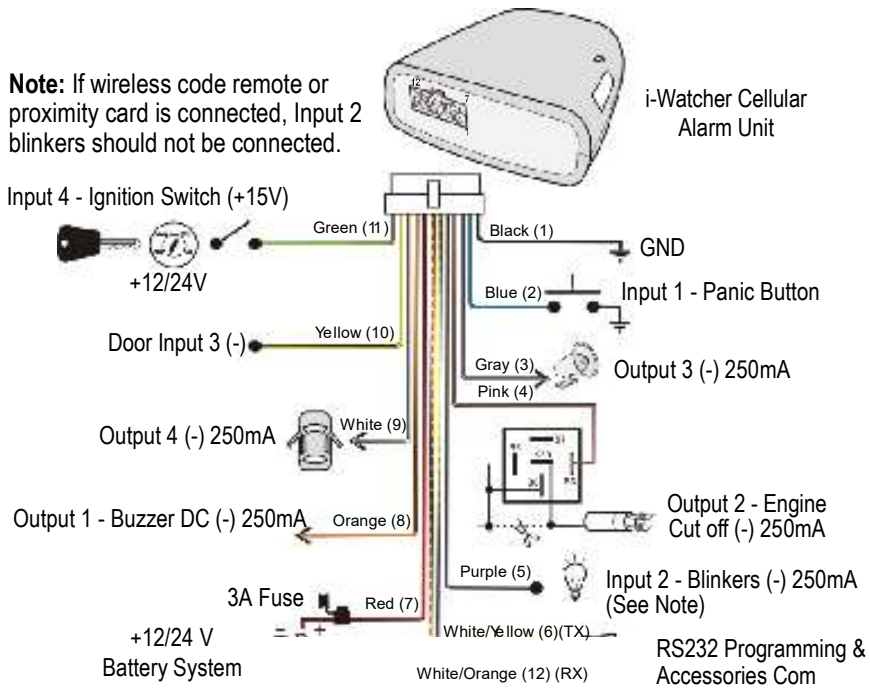 Note: If wireless code remote or
proximity card is connected, Input 2
blinkers should not be connected.
i-Watcher Cellular
Alarm Unit
12
7
Input 4 - Ignition Switch (+15V)
+12/24V
Green (11)
Black (1)
GND
Blue (2)
Input 1 - Panic Button
Door Input 3 (-)
Yellow (10)
Gray (3)
Output 3 (-) 250mA
Pink (4)
Output 4 (-) 250mA
White (9)
Output 2 - Engine
Cut off (-) 250mA
Output 1 - Buzzer DC (-) 250mA
Orange (8)
Purple (5)
Input 2 - Blinkers (-) 250mA
(See Note)
3A Fuse
Red (7)
- +
+12/24 V
Battery System
White/Yellow (6)(TX)
White/Orange (12) (RX)
RS232 Programming &
Accessories Com